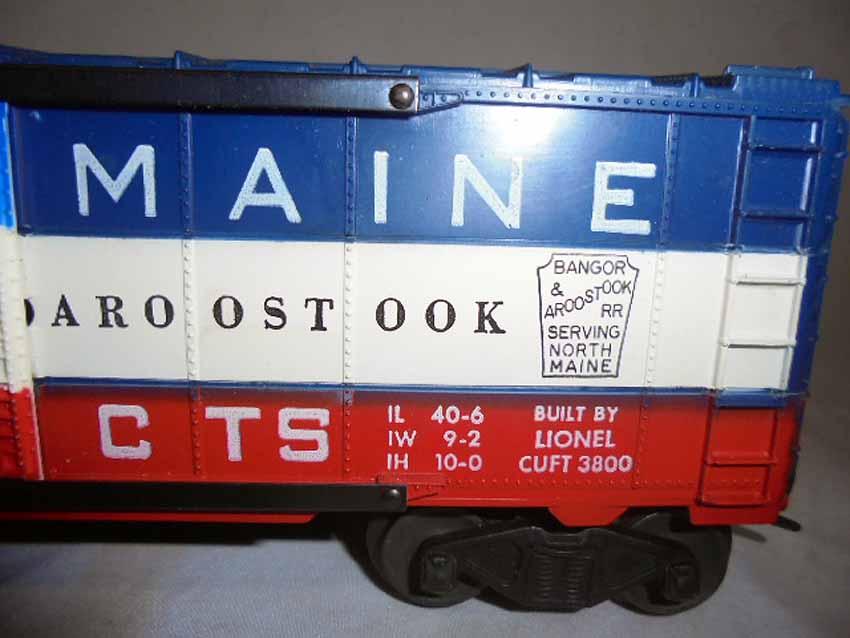 MAINE
AROOSTOOK
BANGOR
& AROOSTOOK
RR
SERVING
NORTH
MAINE
CTS
IL 40-6
IW 9-2
IH 10-0
BUILT BY
LIONEL
CUFT 3800